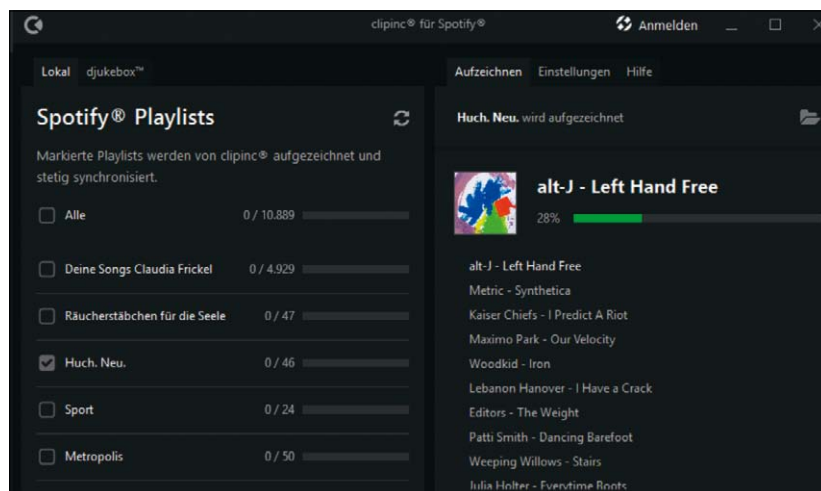 clipinc® für Spotify®
Anmelden
Lokal djukebox™
Spotify® Playlists
Markierte Playlists werden von clipinc® aufgezeichnet und
stetig synchronisiert.
Alle 0 / 10.889
Deine Songs Claudia Frickel 0 / 4.929
Räucherstäbchen für die Seele 0 / 47
Huch. Neu. 0 / 46
Sport 0 / 24
Metropolis 0 / 50
Aufzeichnen Einstellungen Hilfe
Huch. Neu. wird aufgezeichnet
alt-J - Left Hand Free
28%
alt-J - Left Hand Free
Metric - Synthetica
Kaiser Chiefs - I Predict A Riot
Maximo Park - Our Velocity
Woodkid - Iron
Lebanon Hanover - I Have a Crack
Editors - The Weight
Patti Smith - Dancing Barefoot
Weeping Willows - Stairs
Julia Holter - Everytime Boots